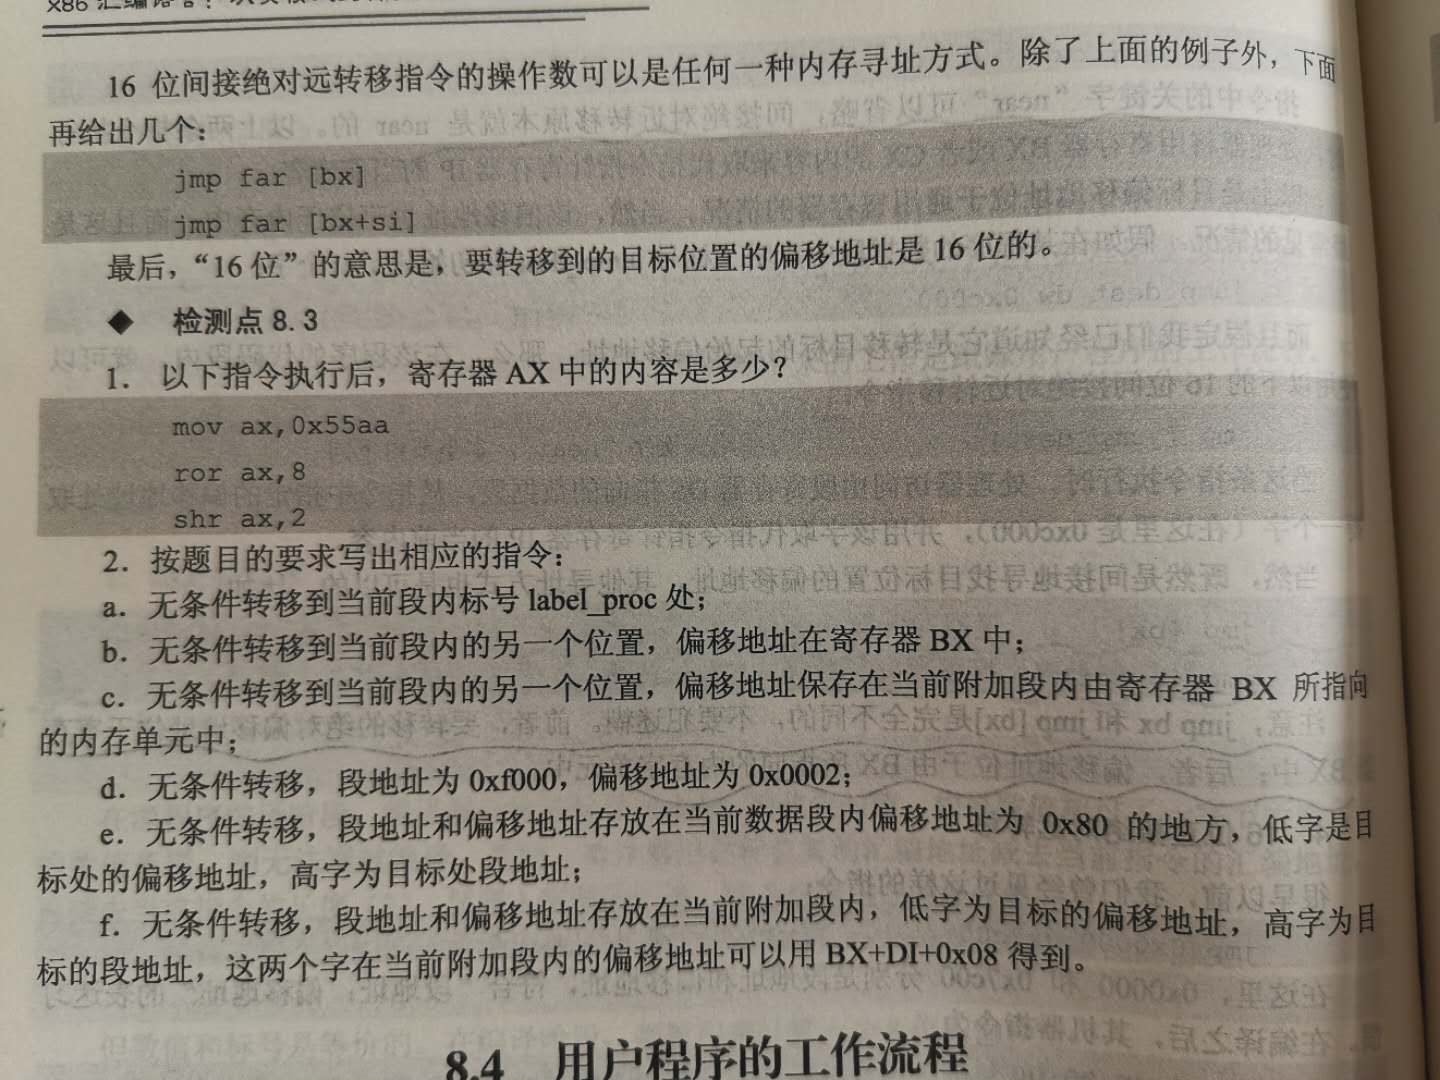 x86 汇编语言：
16 位间接绝对远转移指令的操作数可以是任何一种内存寻址方式。除了上面的例子外，下面
再给出几个：
jmp far [bx]
jmp far [bx+si]
最后，“16 位”的意思是，要转移到的目标位置的偏移地址是 16 位的。
◆ 检测点 8.3
1. 以下指令执行后，寄存器 AX 中的内容是多少？
mov ax,0x55aa
ror ax,8
shr ax,2
2. 按题目的要求写出相应的指令：
a. 无条件转移到当前段内标号 label_proc 处；
b. 无条件转移到当前段内的另一个位置，偏移地址在寄存器 BX 中；
c. 无条件转移到当前段内的另一个位置，偏移地址保存在当前附加段内由寄存器 BX 所指向
的内存单元中；
d. 无条件转移，段地址为 0xf000，偏移地址为 0x0002；
e. 无条件转移，段地址和偏移地址存放在当前数据段内偏移地址为 0x80 的地方，低字是目
标处的偏移地址，高字为目标处段地址；
f. 无条件转移，段地址和偏移地址存放在当前附加段内，低字为目标的偏移地址，高字为目
标的段地址，这两个字在当前附加段内的偏移地址可以用 BX+DI+0x08 得到。
8.4 用户程序的工作流程